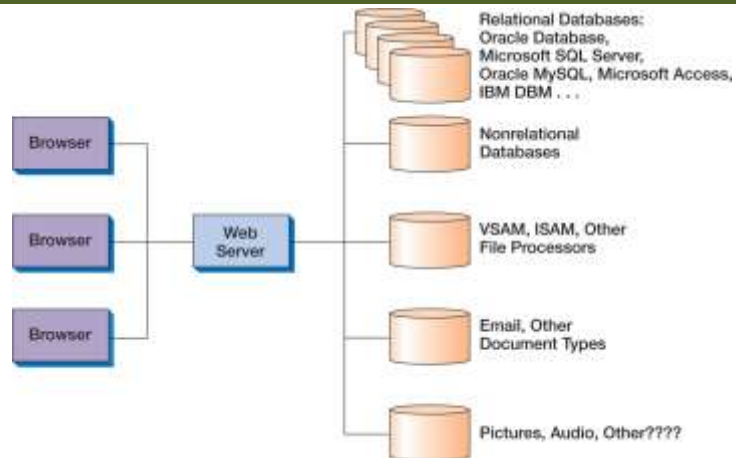 Relational Databases:
Oracle Database,
Microsoft SQL Server,
Oracle MySQL, Microsoft Access,
IBM DBM . . .
Browser
Nonrelational
Databases
Browser
Web
Server
VSAM, ISAM, Other
File Processors
Browser
Email, Other
Document Types
Pictures, Audio, Other????